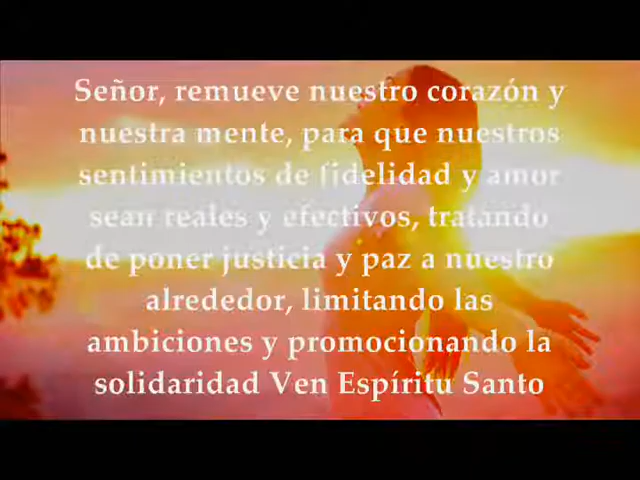 Señor, remueve nuestro corazón y
nuestra mente, para que nuestros
sentimientos de fidelidad y amor
sean reales y efectivos, tratando
de poner justicia y paz a nuestro
alrededor, limitando las
ambiciones y promocionando la
solidaridad Ven Espíritu Santo